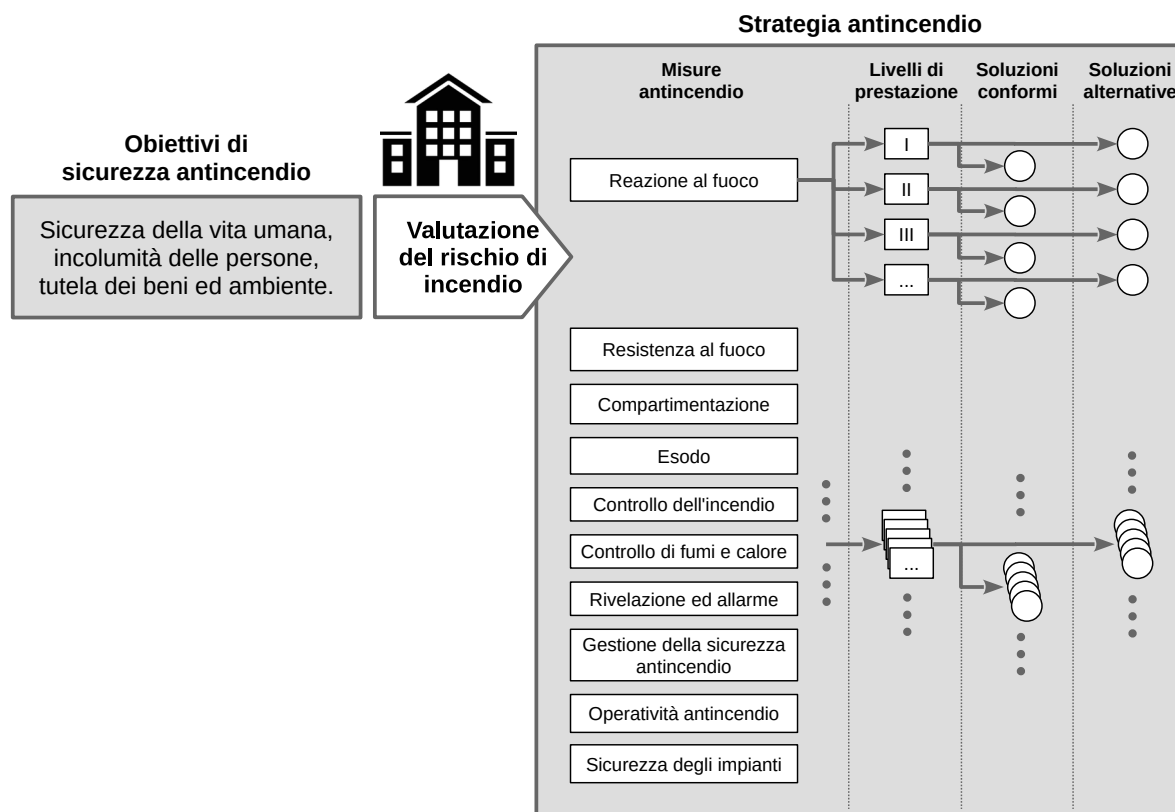 Strategia antincendio
Misure
antincendio
Livelli di
prestazione
Soluzioni
conformi
Soluzioni
alternative
Obiettivi di
sicurezza antincendio
Sicurezza della vita umana,
incolumità delle persone,
tutela dei beni ed ambiente.
Valutazione
del rischio di
incendio
Reazione al fuoco
I
II
III
...
Resistenza al fuoco
Compartimentazione
Esodo
Controllo dell'incendio
Controllo di fumi e calore
...
Rivelazione ed allarme
Gestione della sicurezza
antincendio
Operatività antincendio
Sicurezza degli impianti